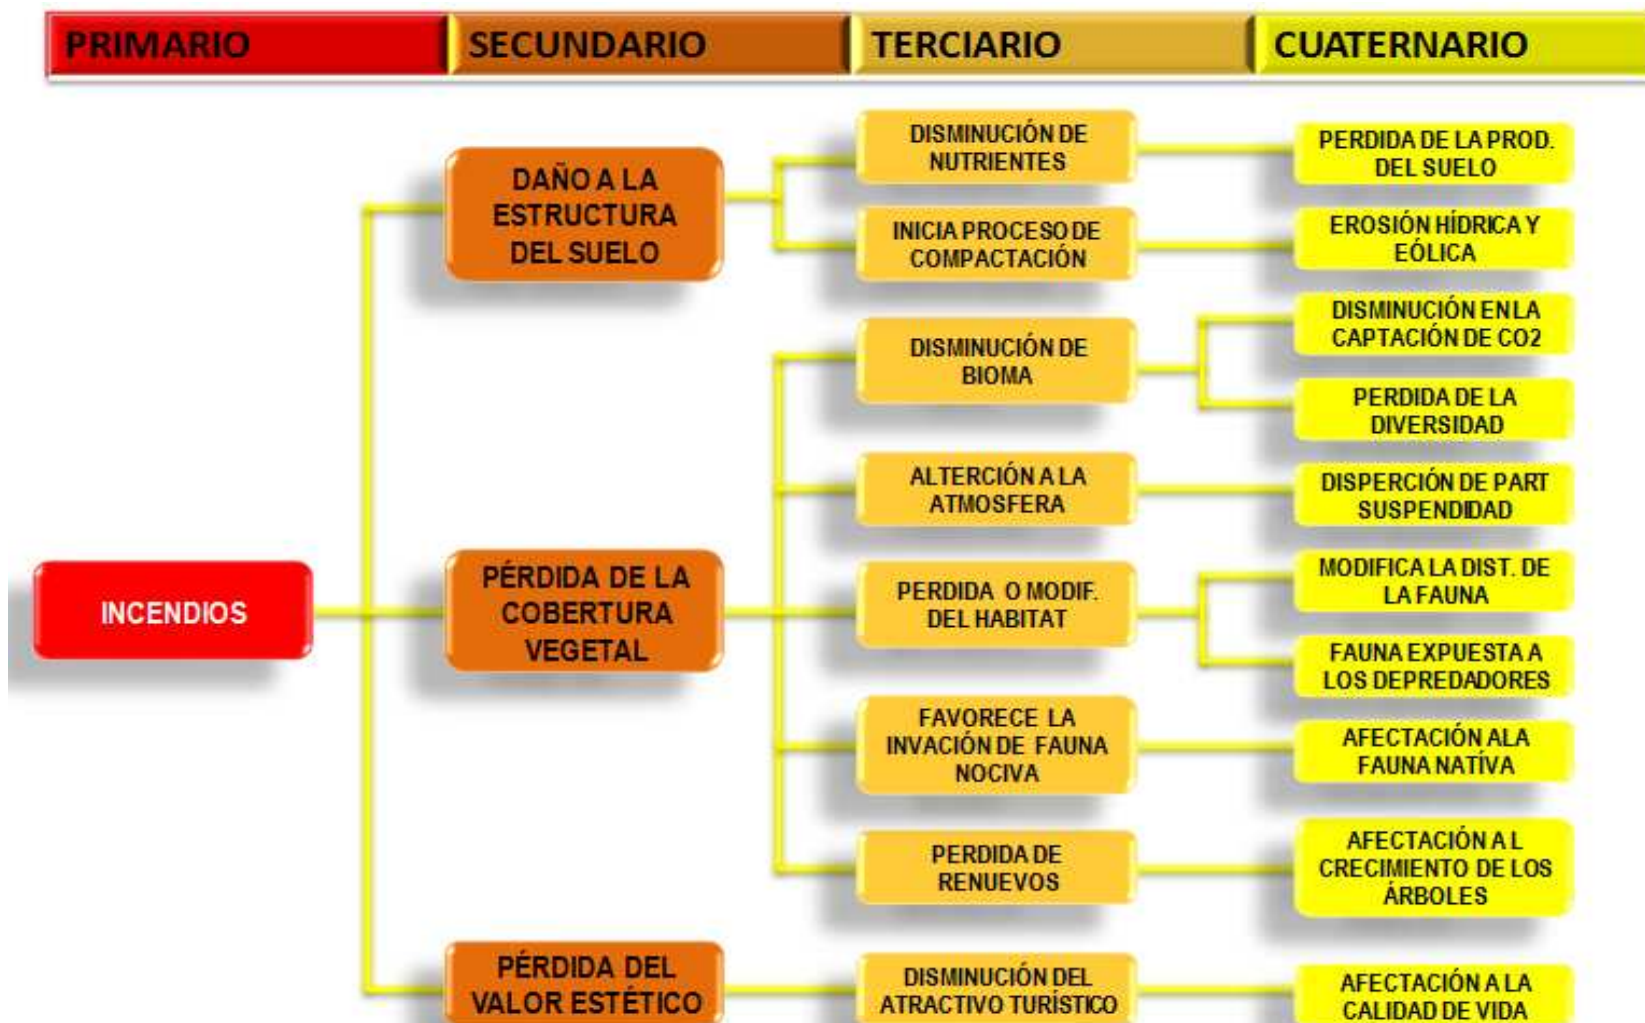 PRIMARIO
SECUNDARIO
TERCIARIO
CUATERNARIO
INCENDIOS
DAÑO A LA
ESTRUCTURA
DEL SUELO
DISMINUCIÓN DE
NUTRIENTES
PERDIDA DE LA PROD.
DEL SUELO
INICIA PROCESO DE
COMPACTACIÓN
EROSIÓN HÍDRICA Y
EÓLICA
PÉRDIDA DE LA
COBERTURA
VEGETAL
DISMINUCIÓN DE
BIOMA
DISMINUCIÓN EN LA
CAPTACIÓN DE CO2
PERDIDA DE LA
DIVERSIDAD
ALTERCIÓN A LA
ATMOSFERA
DISPERCIÓN DE PART
SUSPENDIDAD
PERDIDA O MODIF.
DEL HABITAT
MODIFICA LA DIST. DE
LA FAUNA
FAUNA EXPUESTA A
LOS DEPREDADORES
FAVORECE LA
INVACIÓN DE FAUNA
NOCIVA
AFECTACIÓN ALA
FAUNA NATÍVA
PERDIDA DE
RENUEVOS
AFECTACIÓN A L
CRECIMIENTO DE LOS
ÁRBOLES
PÉRDIDA DEL
VALOR ESTÉTICO
DISMINUCIÓN DEL
ATRACTIVO TURÍSTICO
AFECTACIÓN A LA
CALIDAD DE VIDA